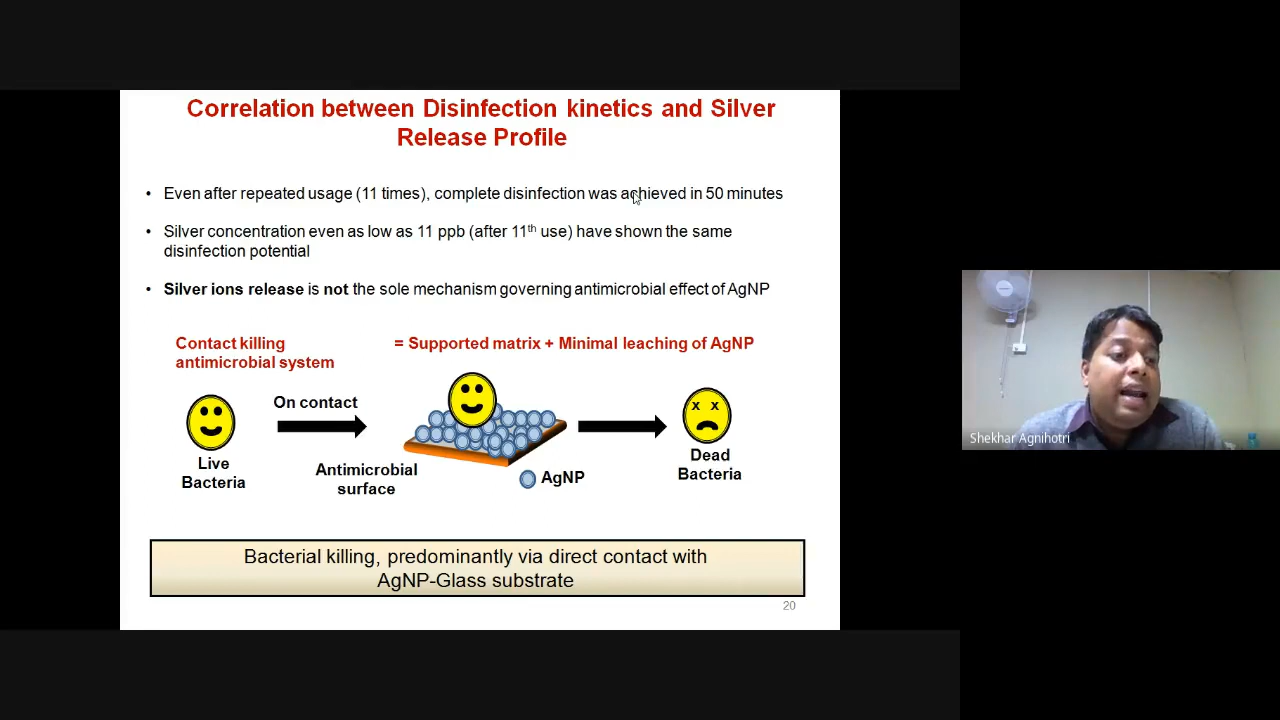 Correlation between Disinfection kinetics and Silver
Release Profile
• Even after repeated usage (11 times), complete disinfection was achieved in 50 minutes
• Silver concentration even as low as 11 ppb (after 11th use) have shown the same
disinfection potential
• Silver ions release is not the sole mechanism governing antimicrobial effect of AgNP
Contact killing
antimicrobial system
= Supported matrix + Minimal leaching of AgNP
On contact
Live
Bacteria
Antimicrobial
surface
AgNP
x x
Dead
Bacteria
Bacterial killing, predominantly via direct contact with
AgNP-Glass substrate
20
Shekhar Agnihotri